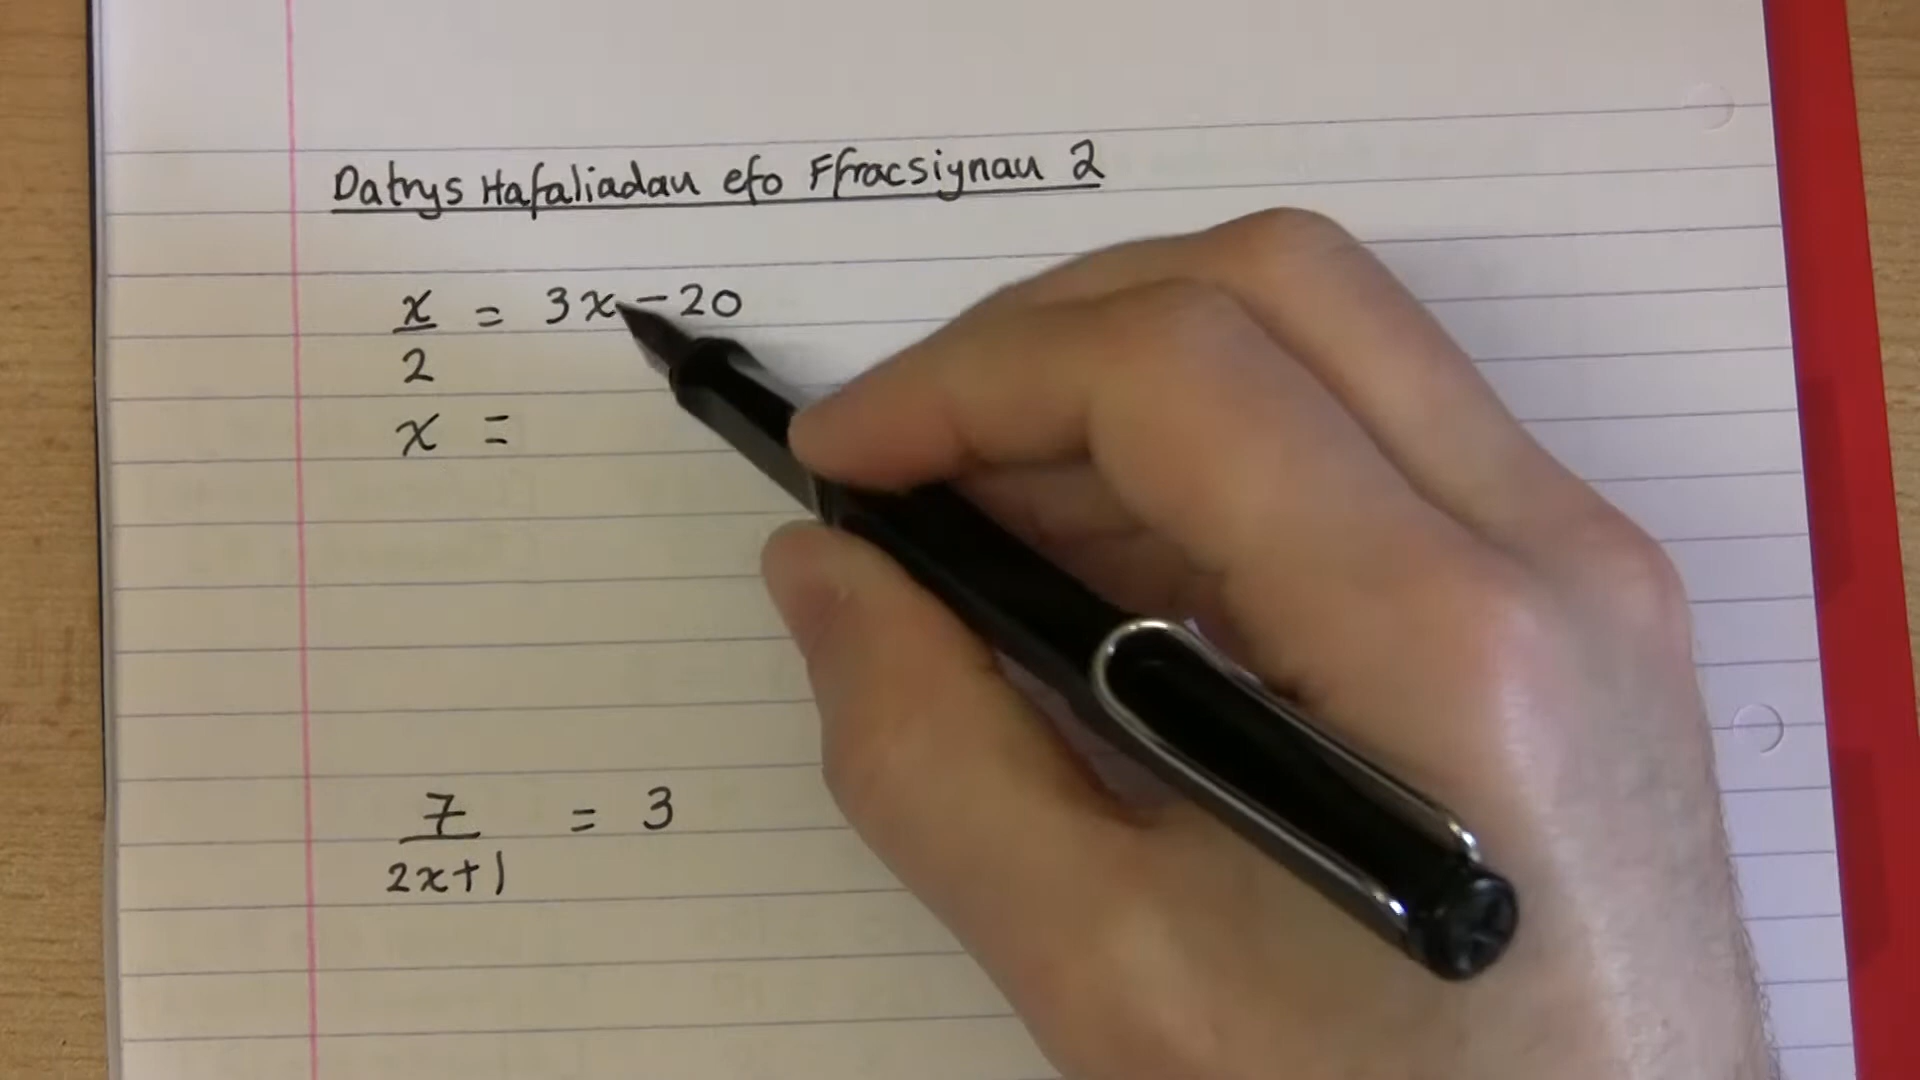 Datrys Hafaliadau efo Ffracsiynau 2
x/2 = 3x - 20
x =
7/(2x+1) = 3